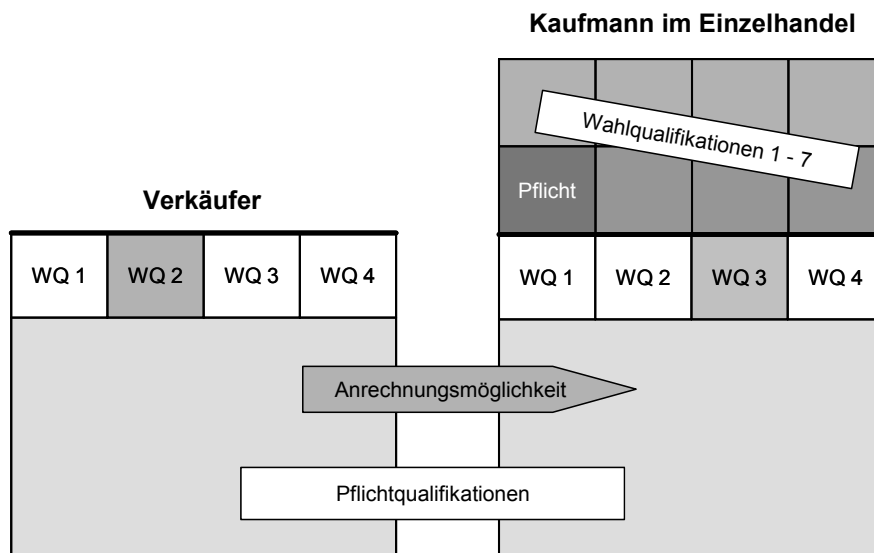 Kaufmann im Einzelhandel
Wahlqualifikationen 1 - 7
Pflicht
Verkäufer
WQ 1 WQ 2 WQ 3 WQ 4
WQ 1 WQ 2 WQ 3 WQ 4
Anrechnungsmöglichkeit
Pflichtqualifikationen